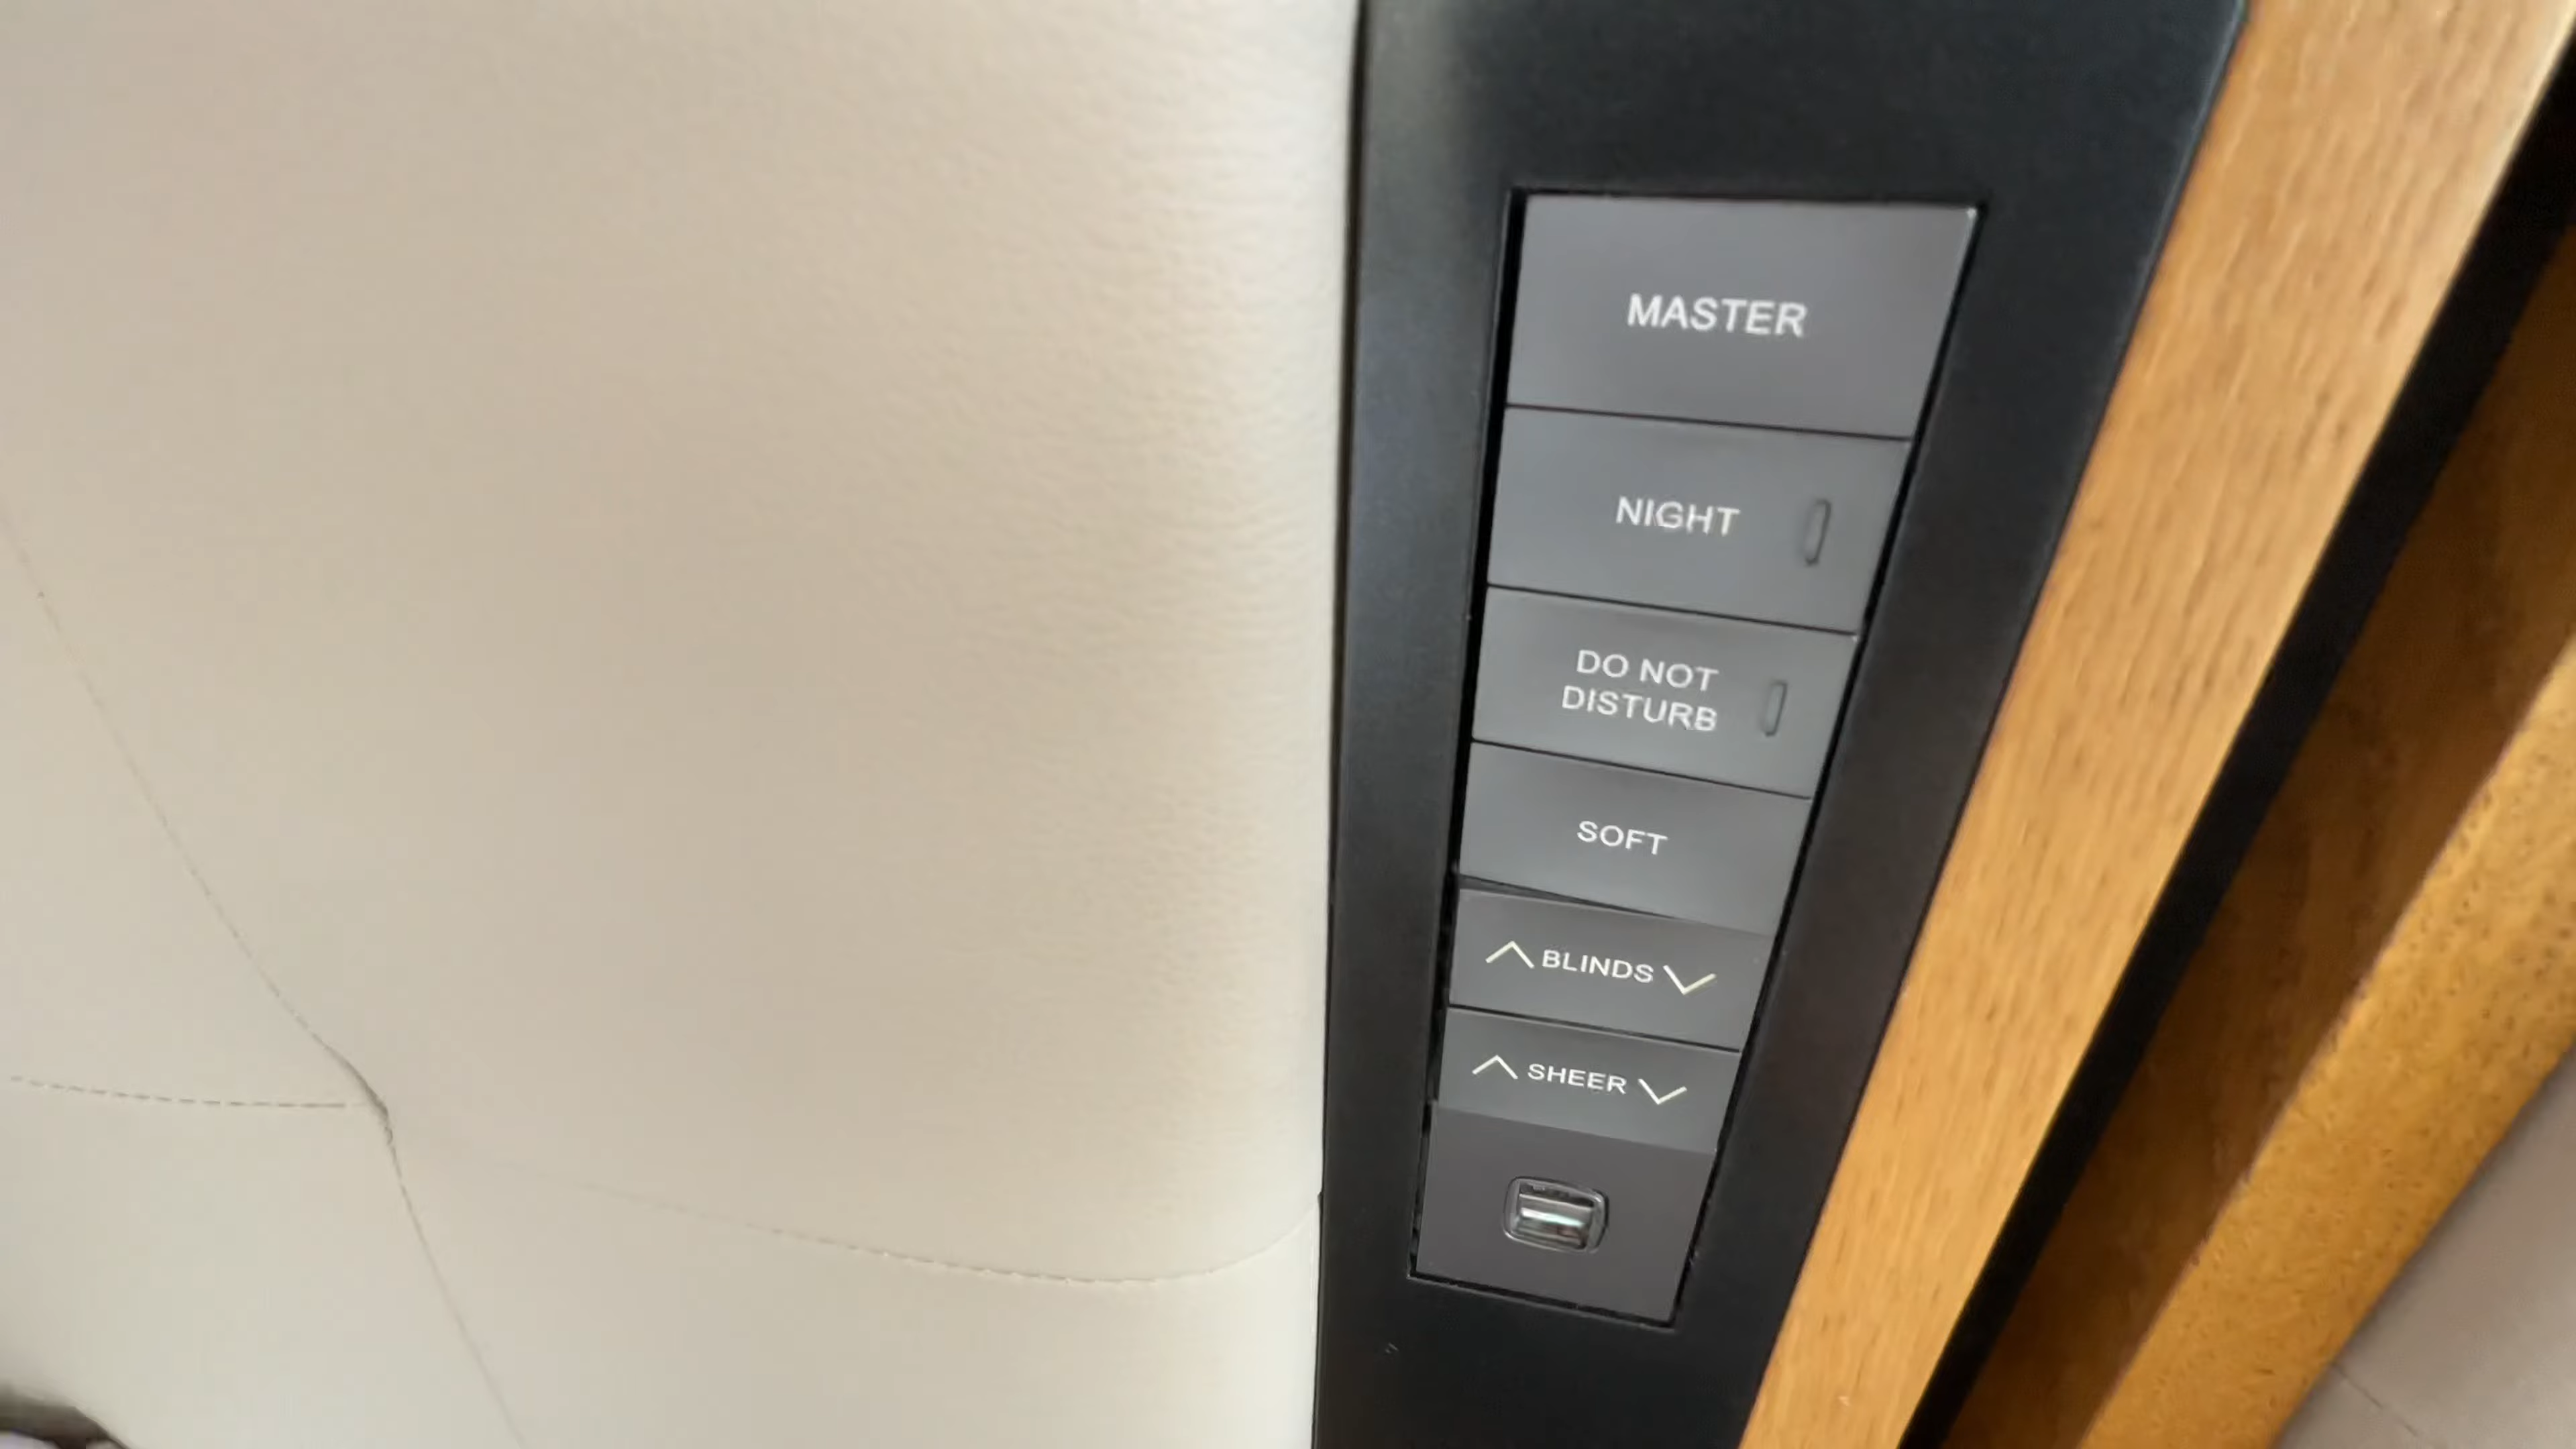 MASTER
NIGHT
DO NOT
DISTURB
SOFT
BLINDS
SHEER